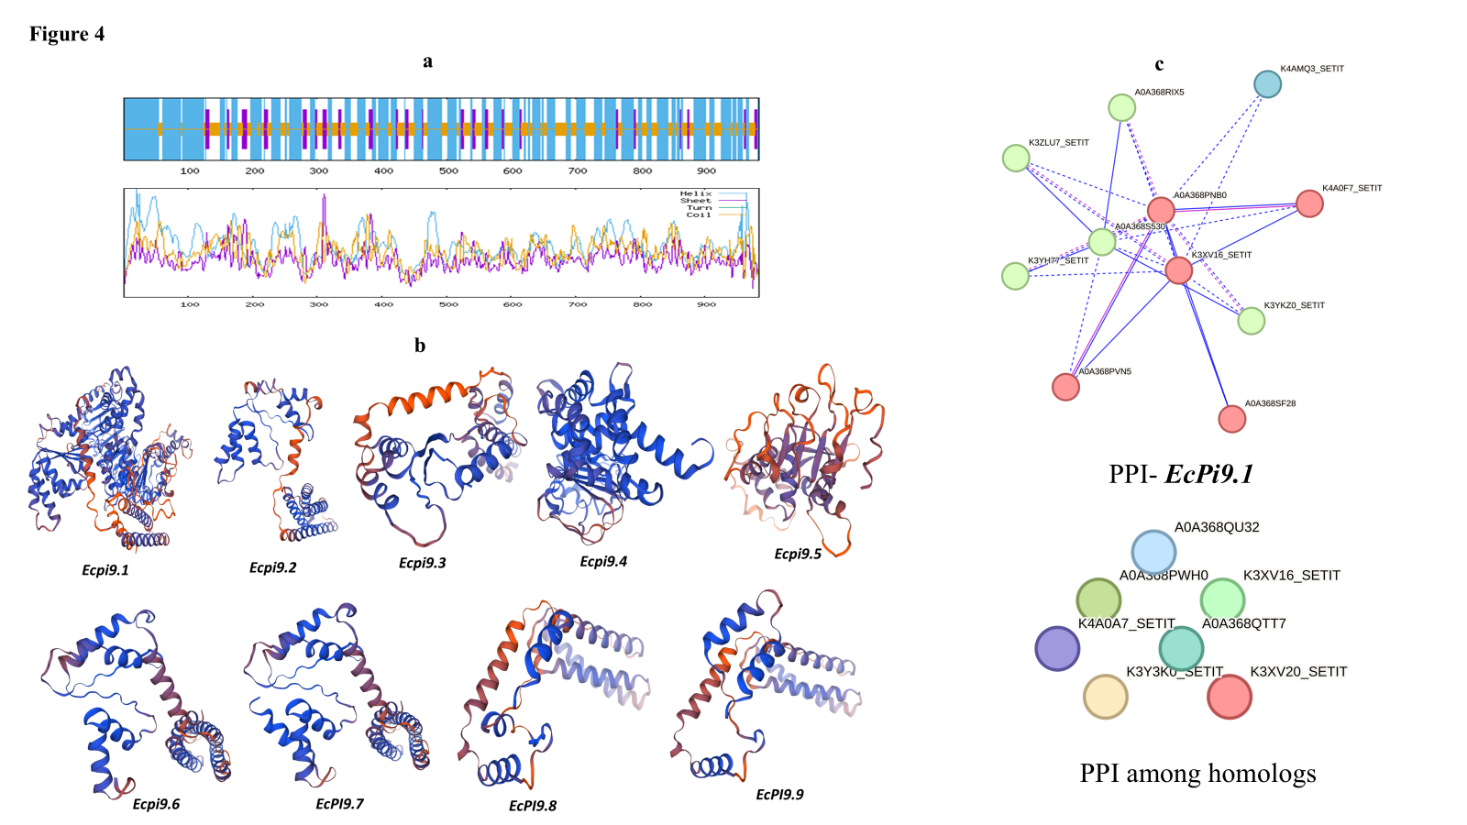 Figure 4
a
100 200 300 400 500 600 700 800 900
Helix
Sheet
Turn
Coil
100 200 300 400 500 600 700 800 900
b
Ecpi9.1
Ecpi9.2
Ecpi9.3
Ecpi9.4
Ecpi9.5
Ecpi9.6
EcPI9.7
EcPI9.8
EcPI9.9
c
K4AMQ3_SETIT
A0A368RIX5
K3ZLU7_SETIT
K4A0F7_SETIT
A0A368PNB0
A0A368S530
K3XV16_SETIT
K3YH77_SETIT
K3YKZ0_SETIT
A0A368PVN5
A0A368SF28
PPI- EcPi9.1
A0A368QU32
A0A368PWH0
K3XV16_SETIT
K4A0A7_SETIT
A0A368QTT7
K3Y3K0_SETIT
K3XV20_SETIT
PPI among homologs